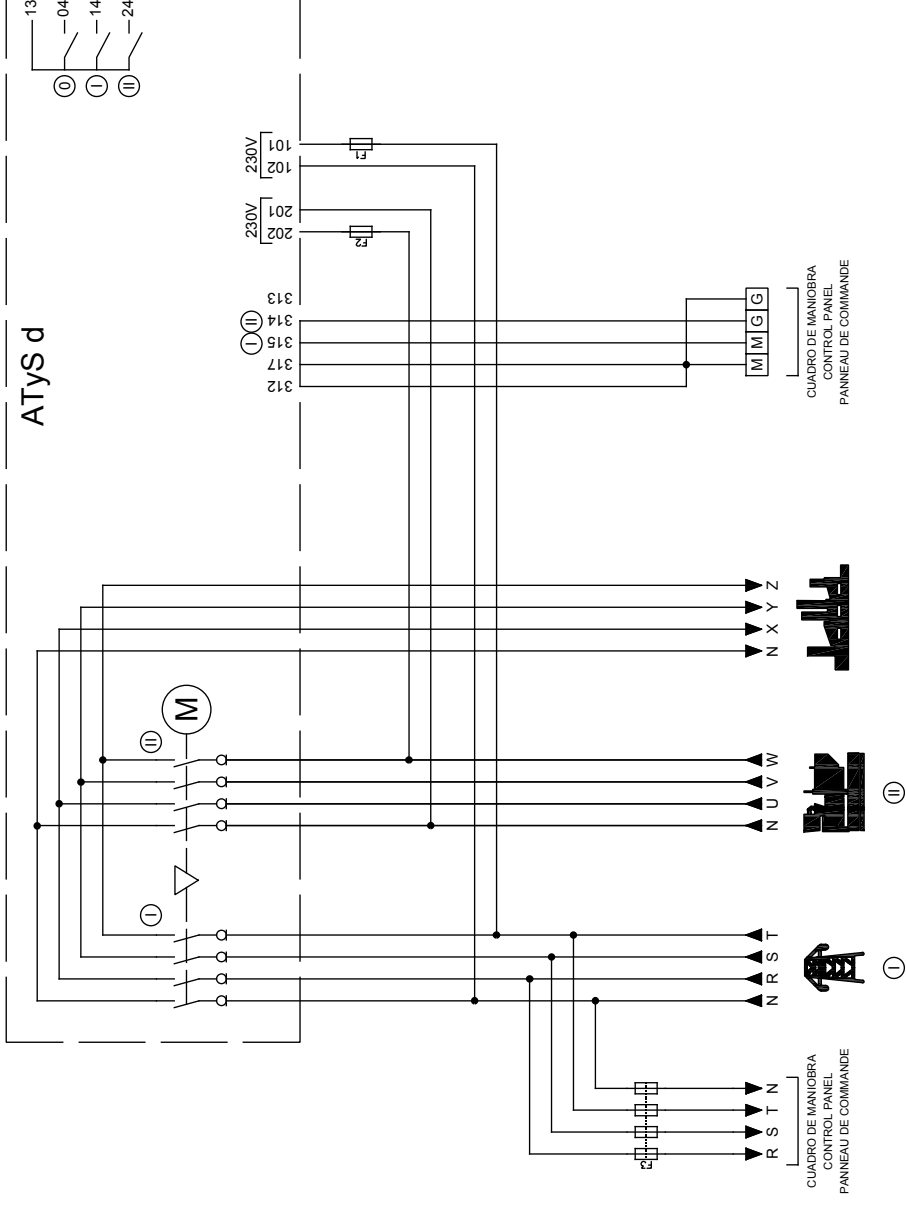 13
04
14
24
0
I
II
ATyS d
230V
101
102
F1
230V
201
202
F2
313
II 314
I 315
317
312
M M G G
CUADRO DE MANIOBRA
CONTROL PANEL
PANNEAU DE COMMANDE
N X Y Z
M
II
N U V W
II
I
N R S T
I
F3
R S T N
CUADRO DE MANIOBRA
CONTROL PANEL
PANNEAU DE COMMANDE